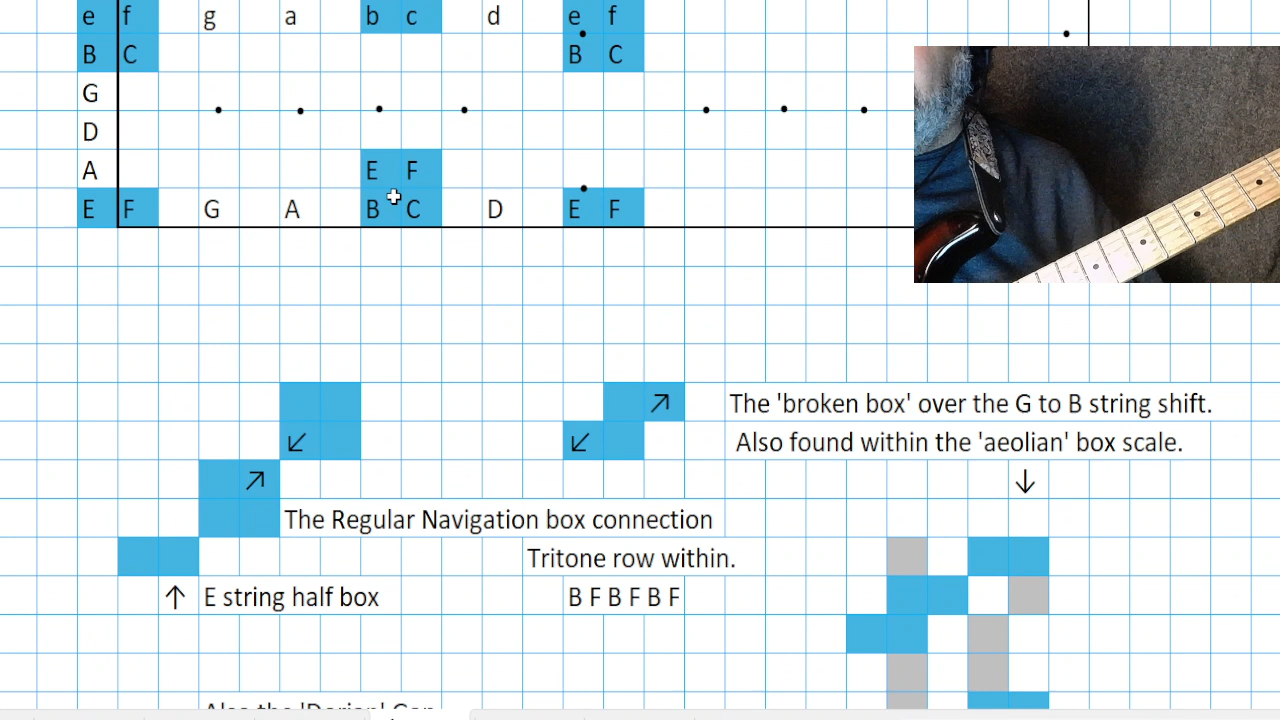 e f g a b c d e f
B C B C
G
D
A E F
E F G A B C D E F
↗ The 'broken box' over the G to B string shift.
↙ ↙ Also found within the 'aeolian' box scale.
↗ ↓
The Regular Navigation box connection
Tritone row within.
↑ E string half box B F B F B F